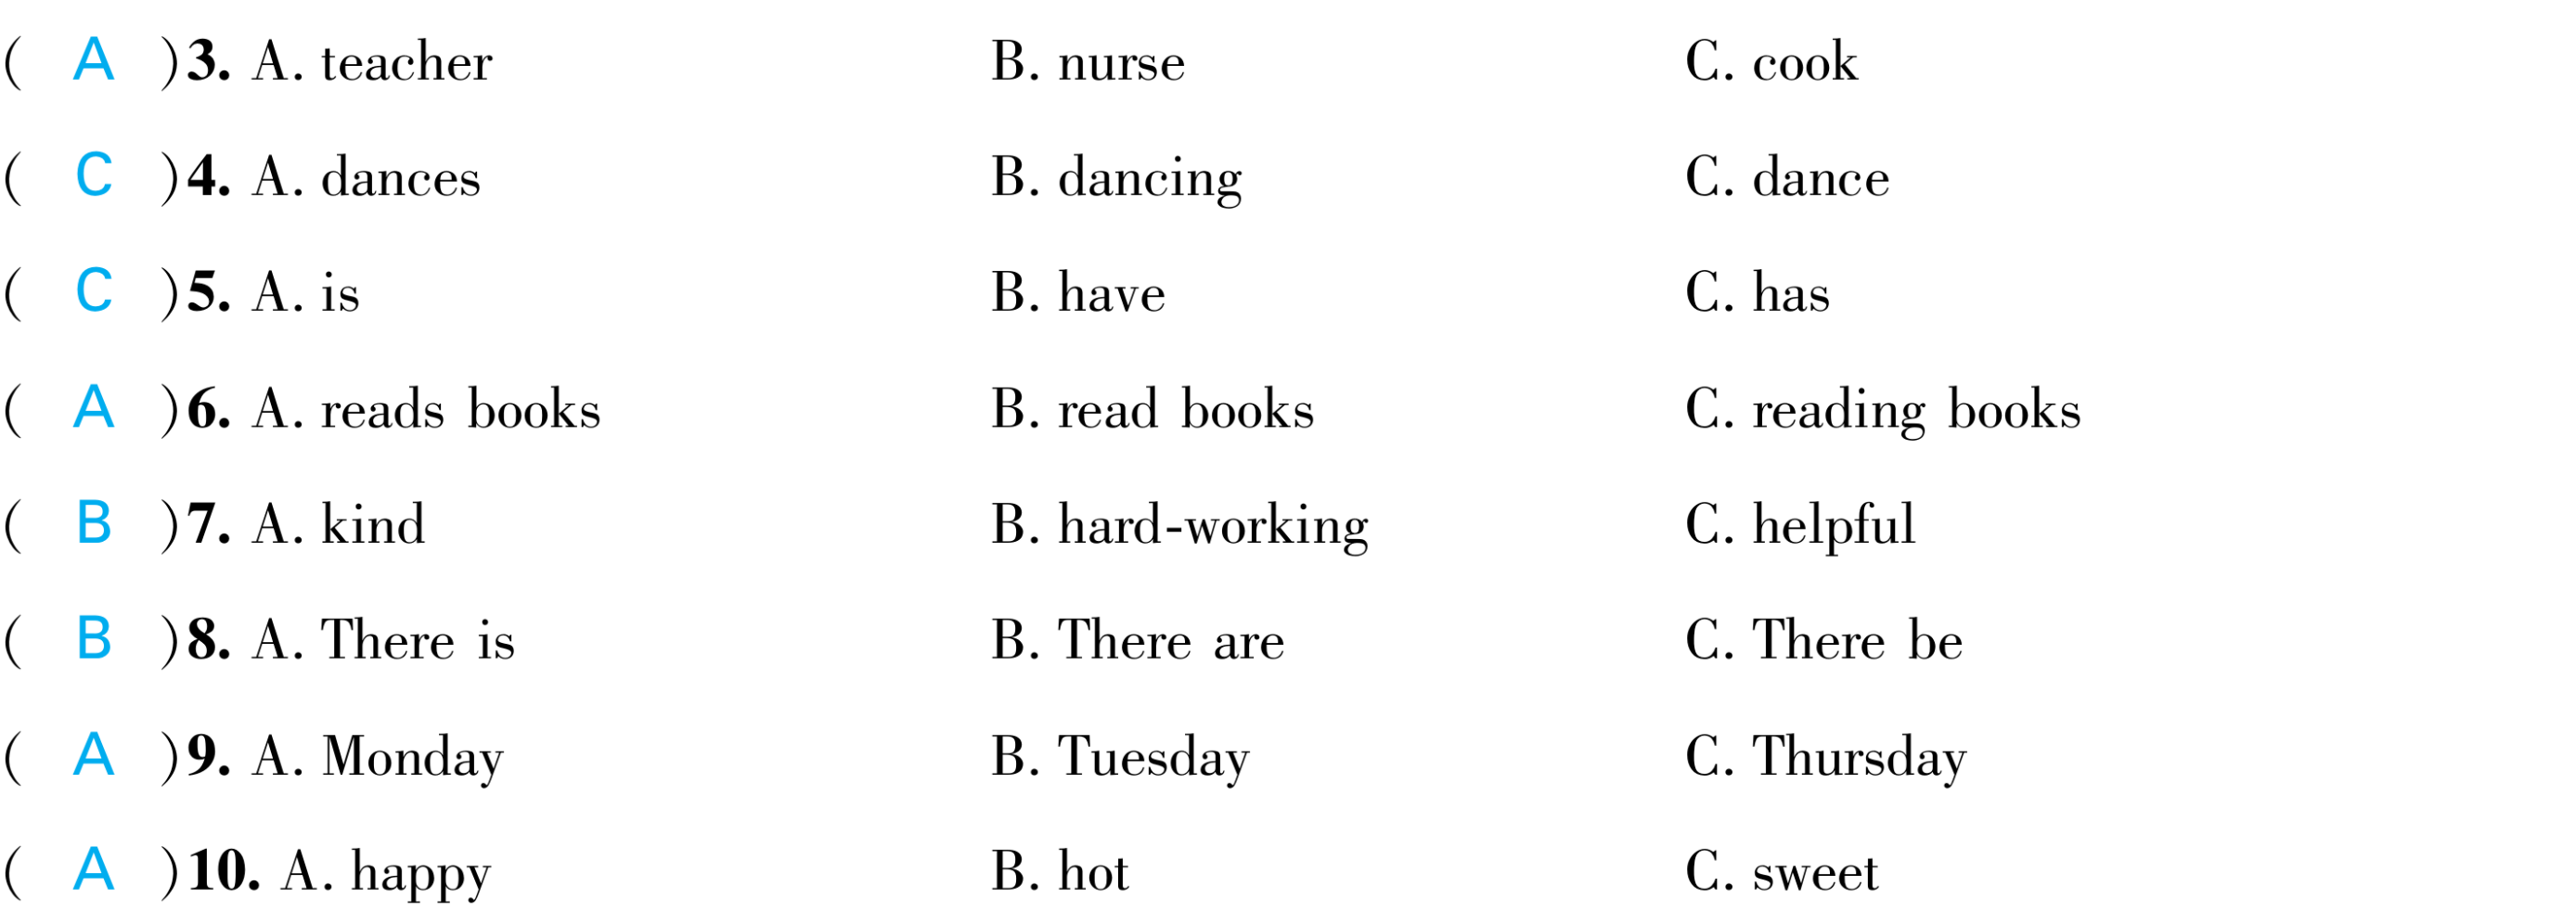 ( A )3. A. teacher B. nurse C. cook
( C )4. A. dances B. dancing C. dance
( C )5. A. is B. have C. has
( A )6. A. reads books B. read books C. reading books
( B )7. A. kind B. hard-working C. helpful
( B )8. A. There is B. There are C. There be
( A )9. A. Monday B. Tuesday C. Thursday
( A )10. A. happy B. hot C. sweet